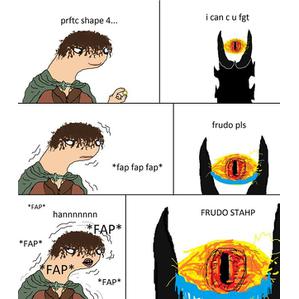 prftc shape 4...
i can c u fgt
*fap fap fap*
frudo pls
*FAP*
hannnnnnn
*FAP*
*FAP*
*FAP*
*FAP*
FRUDO STAHP